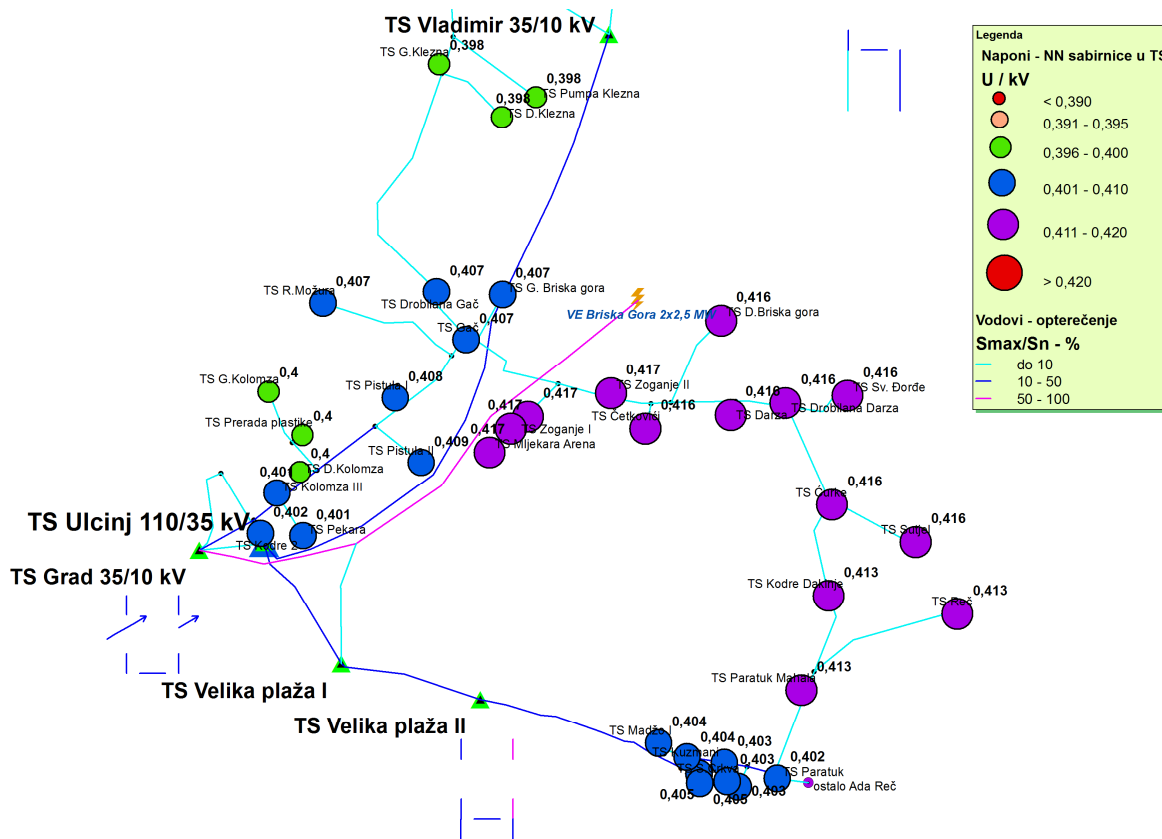 TS Vladimir 35/10 kV
TS G.Klezna
0,398
0,398
TS Pumpa Klezna
0,398
TS D.Klezna
Legenda
Naponi - NN sabirnice u TS
U / kV
< 0,390
0,391 - 0,395
0,396 - 0,400
0,401 - 0,410
0,411 - 0,420
> 0,420
Vodovi - opterećenje
Smax/Sn - %
do 10
10 - 50
50 - 100
0,407
TS R.Možura
0,407
TS Drobilana Gač
0,407
TS G. Briska gora
0,407
TS Gač
VE Briska Gora 2x2,5 MW
0,416
TS D.Briska gora
0,4
TS G.Kolomza
TS Pistula I
0,408
0,417
TS Zoganje II
0,416
TS Četkovići
0,416
TS Darza
0,416
TS Drobilana Darza
0,416
TS Sv. Đorđe
0,4
TS Prerada plastike
0,417
0,417
TS Zoganje I
0,417
TS Mljekara Arena
0,409
TS Pistula II
0,4
TS D.Kolomza
0,401
TS Kolomza III
TS Ćurke
0,416
TS Ulcinj 110/35 kV
0,402
TS Kodre 2
0,401
TS Pekara
TS Sutjel
0,416
TS Grad 35/10 kV
TS Kodre Dakinje
0,413
TS Reč
0,413
TS Velika plaža I
TS Paratuk Mahala
0,413
TS Velika plaža II
TS Madžo I
0,404
TS Kuzmani
0,404
0,403
0,403
TS S.Crkva
0,402
TS Paratuk
ostalo Ada Reč
0,405
0,405
0,403